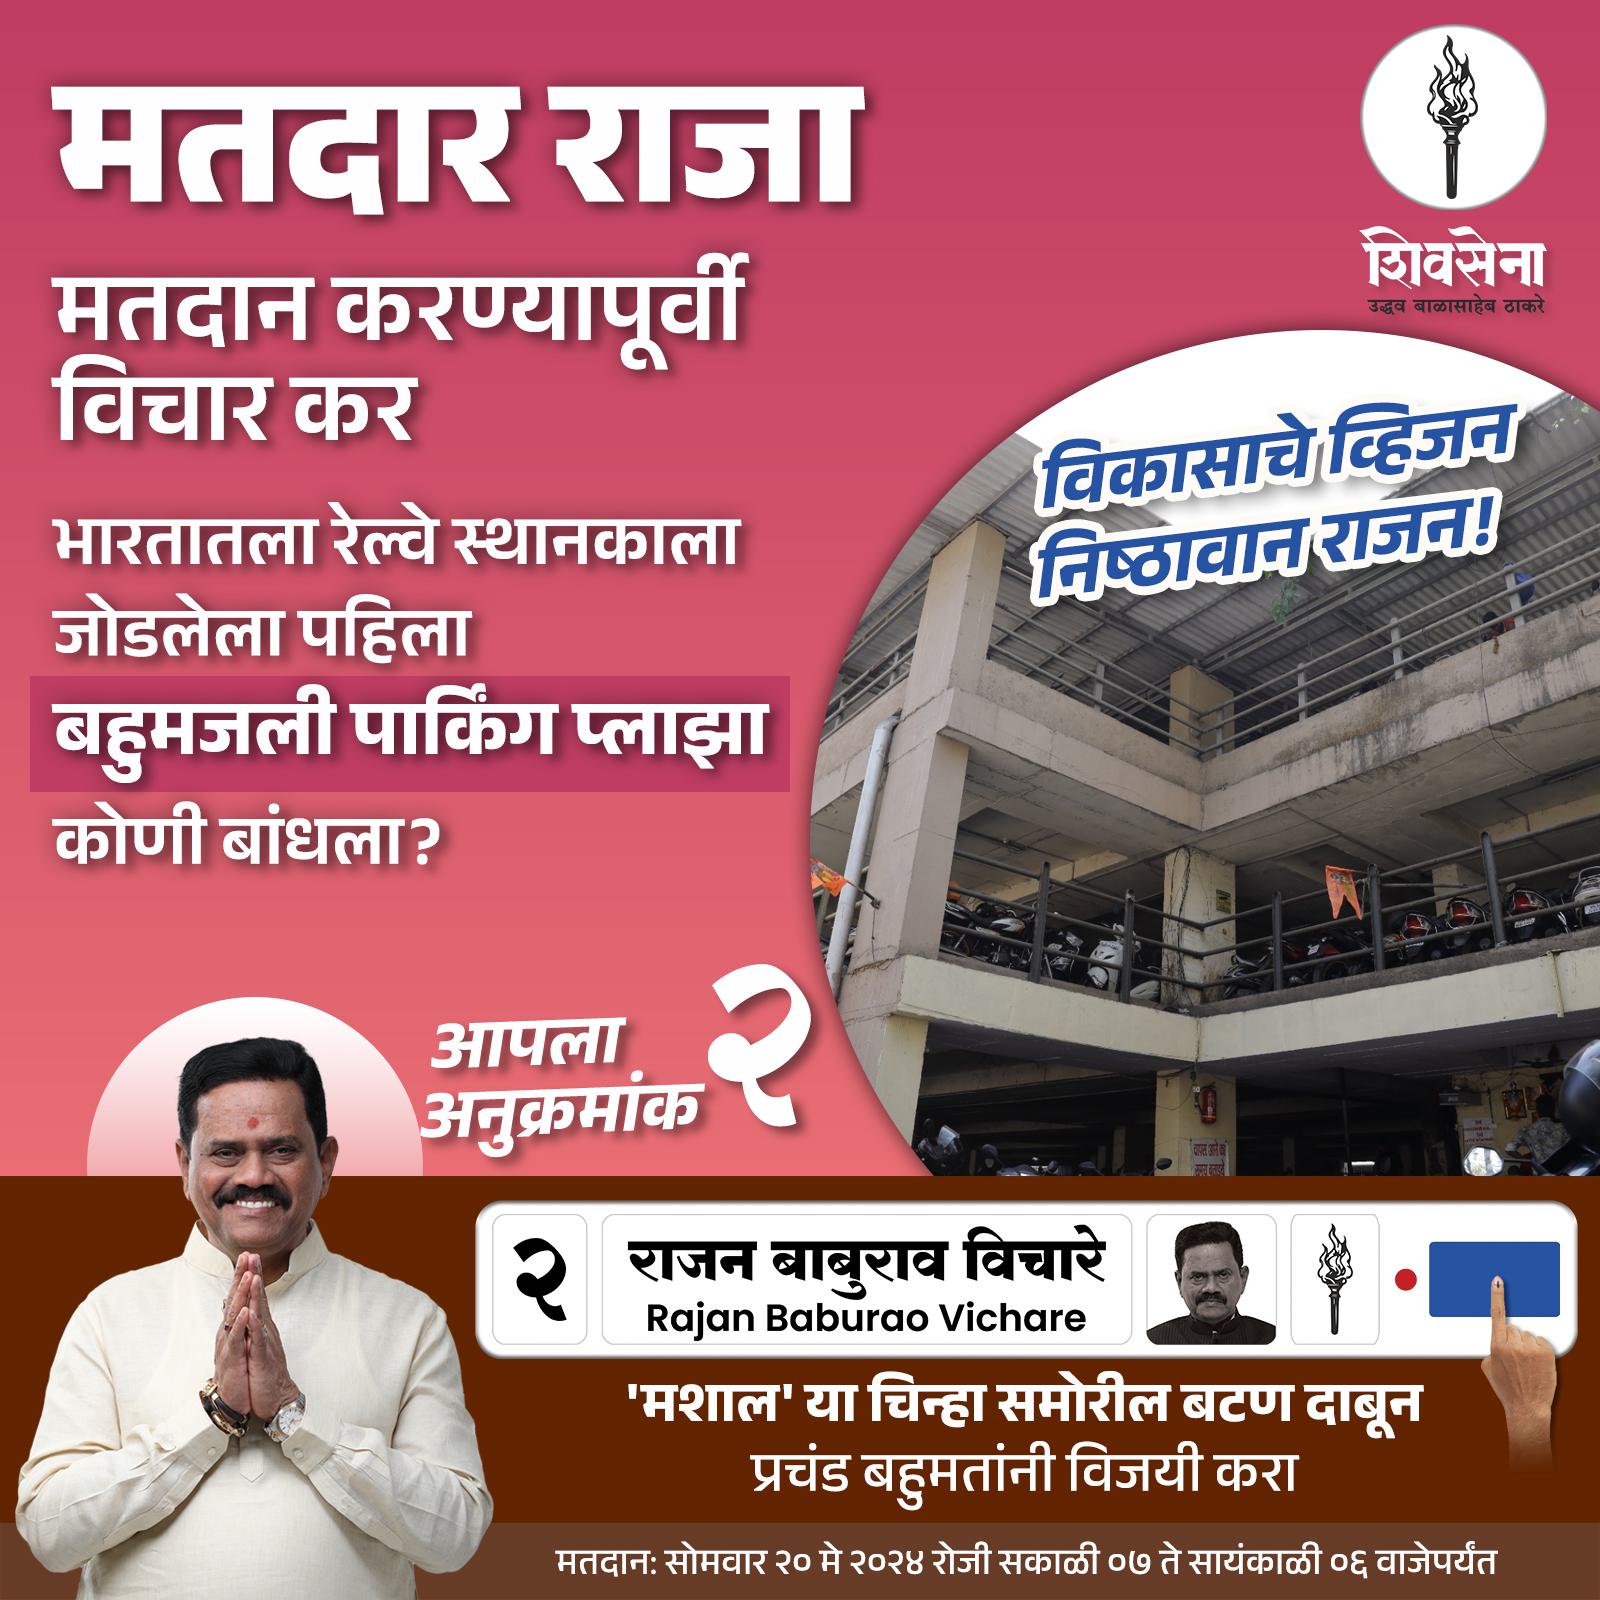 मतदार राजा
मतदान करण्यापूर्वी
विचार कर
भारतातला रेल्वे स्थानकाला
जोडलेला पहिला
बहुमजली पार्किंग प्लाझा
कोणी बांधला?
शिवसेना
उद्धव बाळासाहेब ठाकरे
विकासाचे व्हिजन
निष्ठावान राजन!
आपला
अनुक्रमांक २
२ राजन बाबुराव विचारे
Rajan Baburao Vichare
'मशाल' या चिन्हा समोरील बटण दाबून
प्रचंड बहुमतांनी विजयी करा
मतदान: सोमवार २० मे २०२४ रोजी सकाळी ०७ ते सायंकाळी ०६ वाजेपर्यंत